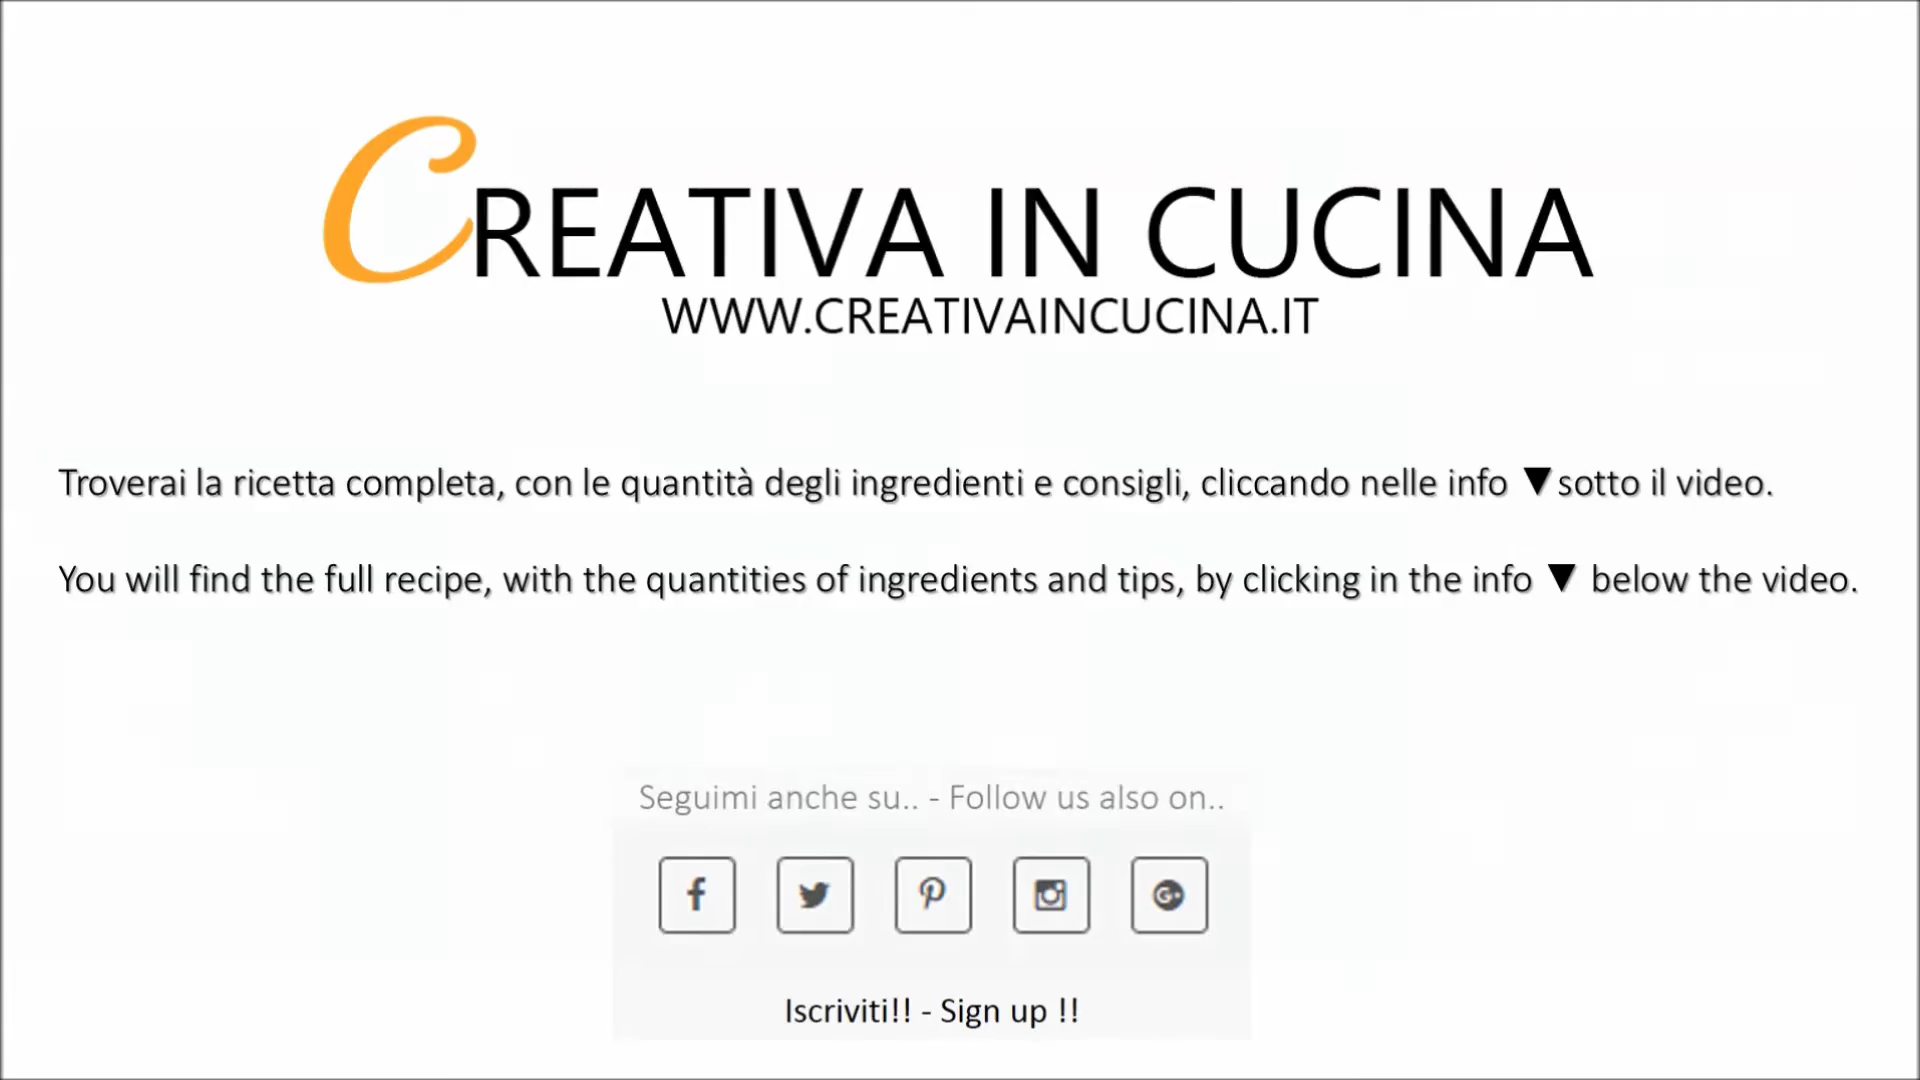 CREATIVA IN CUCINA
WWW.CREATIVAINCUCINA.IT
Troverai la ricetta completa, con le quantità degli ingredienti e consigli, cliccando nelle info ▼sotto il video.
You will find the full recipe, with the quantities of ingredients and tips, by clicking in the info ▼ below the video.
Seguimi anche su.. - Follow us also on..
Iscriviti!! - Sign up !!